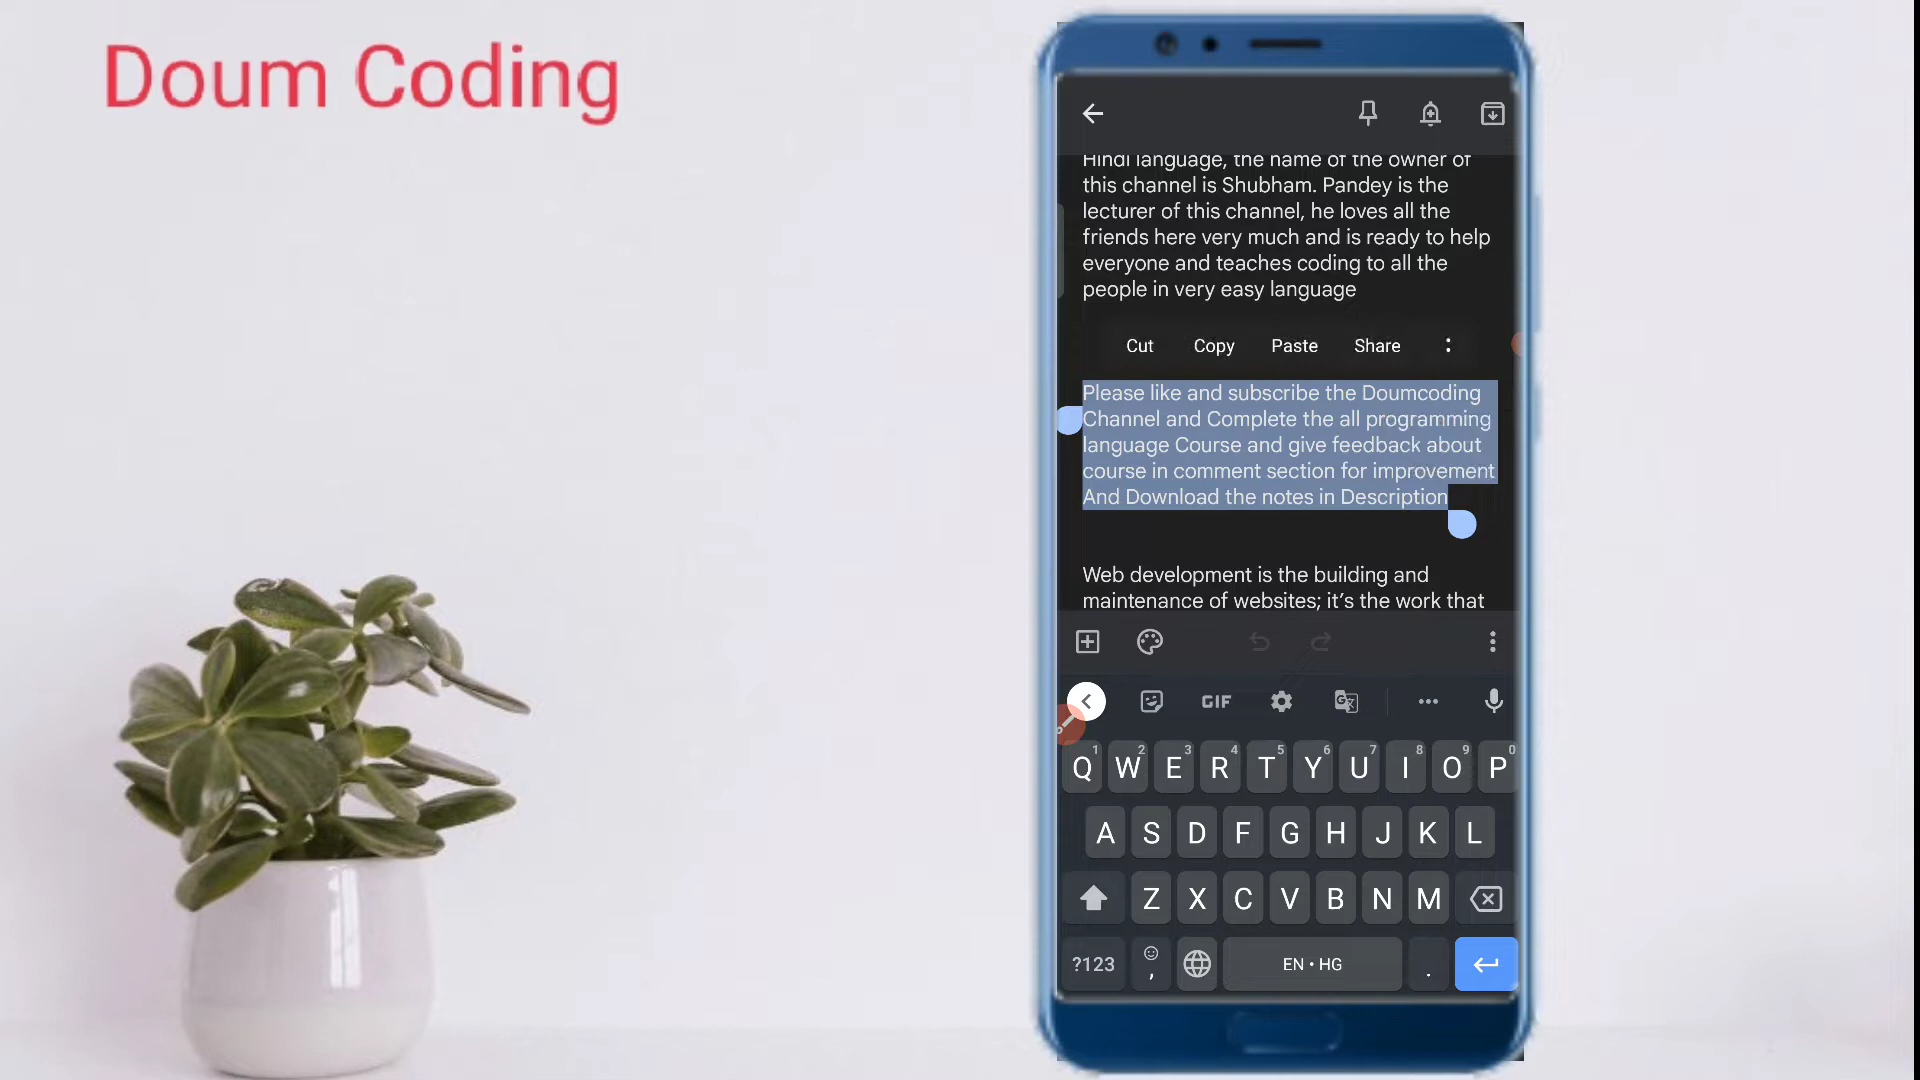 Doum Coding
Hindi language, the name of the owner of
this channel is Shubham. Pandey is the
lecturer of this channel, he loves all the
friends here very much and is ready to help
everyone and teaches coding to all the
people in very easy language
Cut Copy Paste Share
Please like and subscribe the Doumcoding
Channel and Complete the all programming
language Course and give feedback about
course in comment section for improvement
And Download the notes in Description
Web development is the building and
maintenance of websites; it’s the work that
GIF
1 2 3 4 5 6 7 8 9 0
Q W E R T Y U I O P
A S D F G H J K L
Z X C V B N M
?123 , EN • HG .